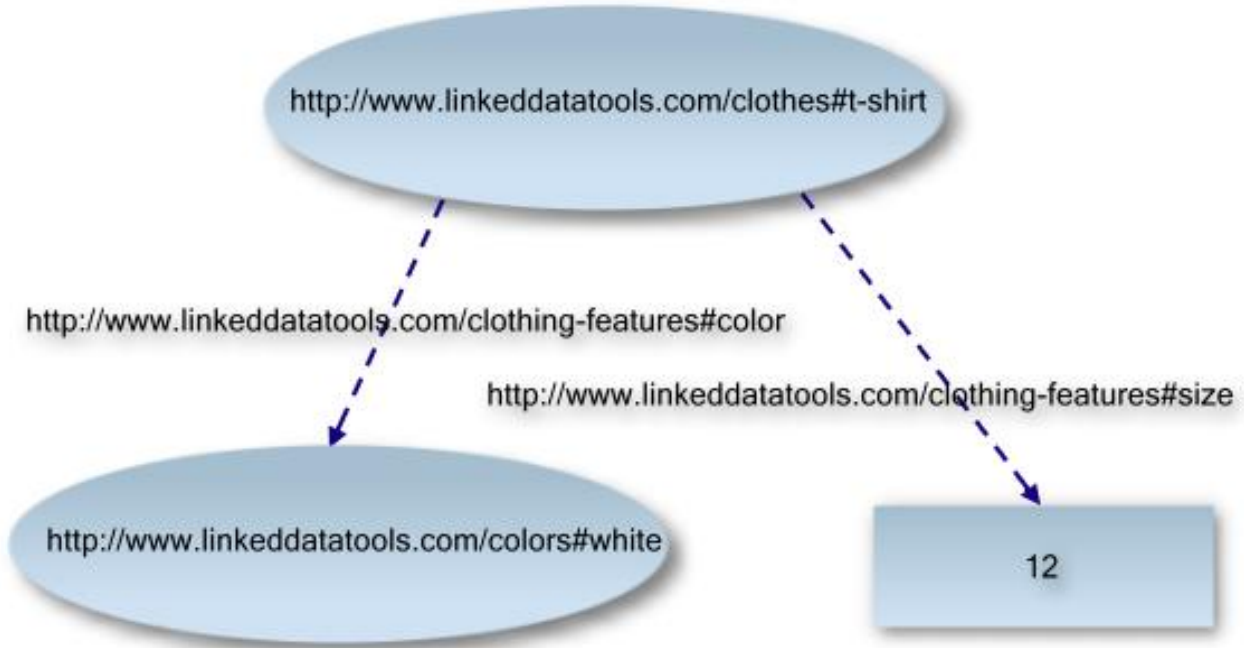 http://www.linkeddatatools.com/clothes#t-shirt
http://www.linkeddatatools.com/clothing-features#color
http://www.linkeddatatools.com/clothing-features#size
http://www.linkeddatatools.com/colors#white
12